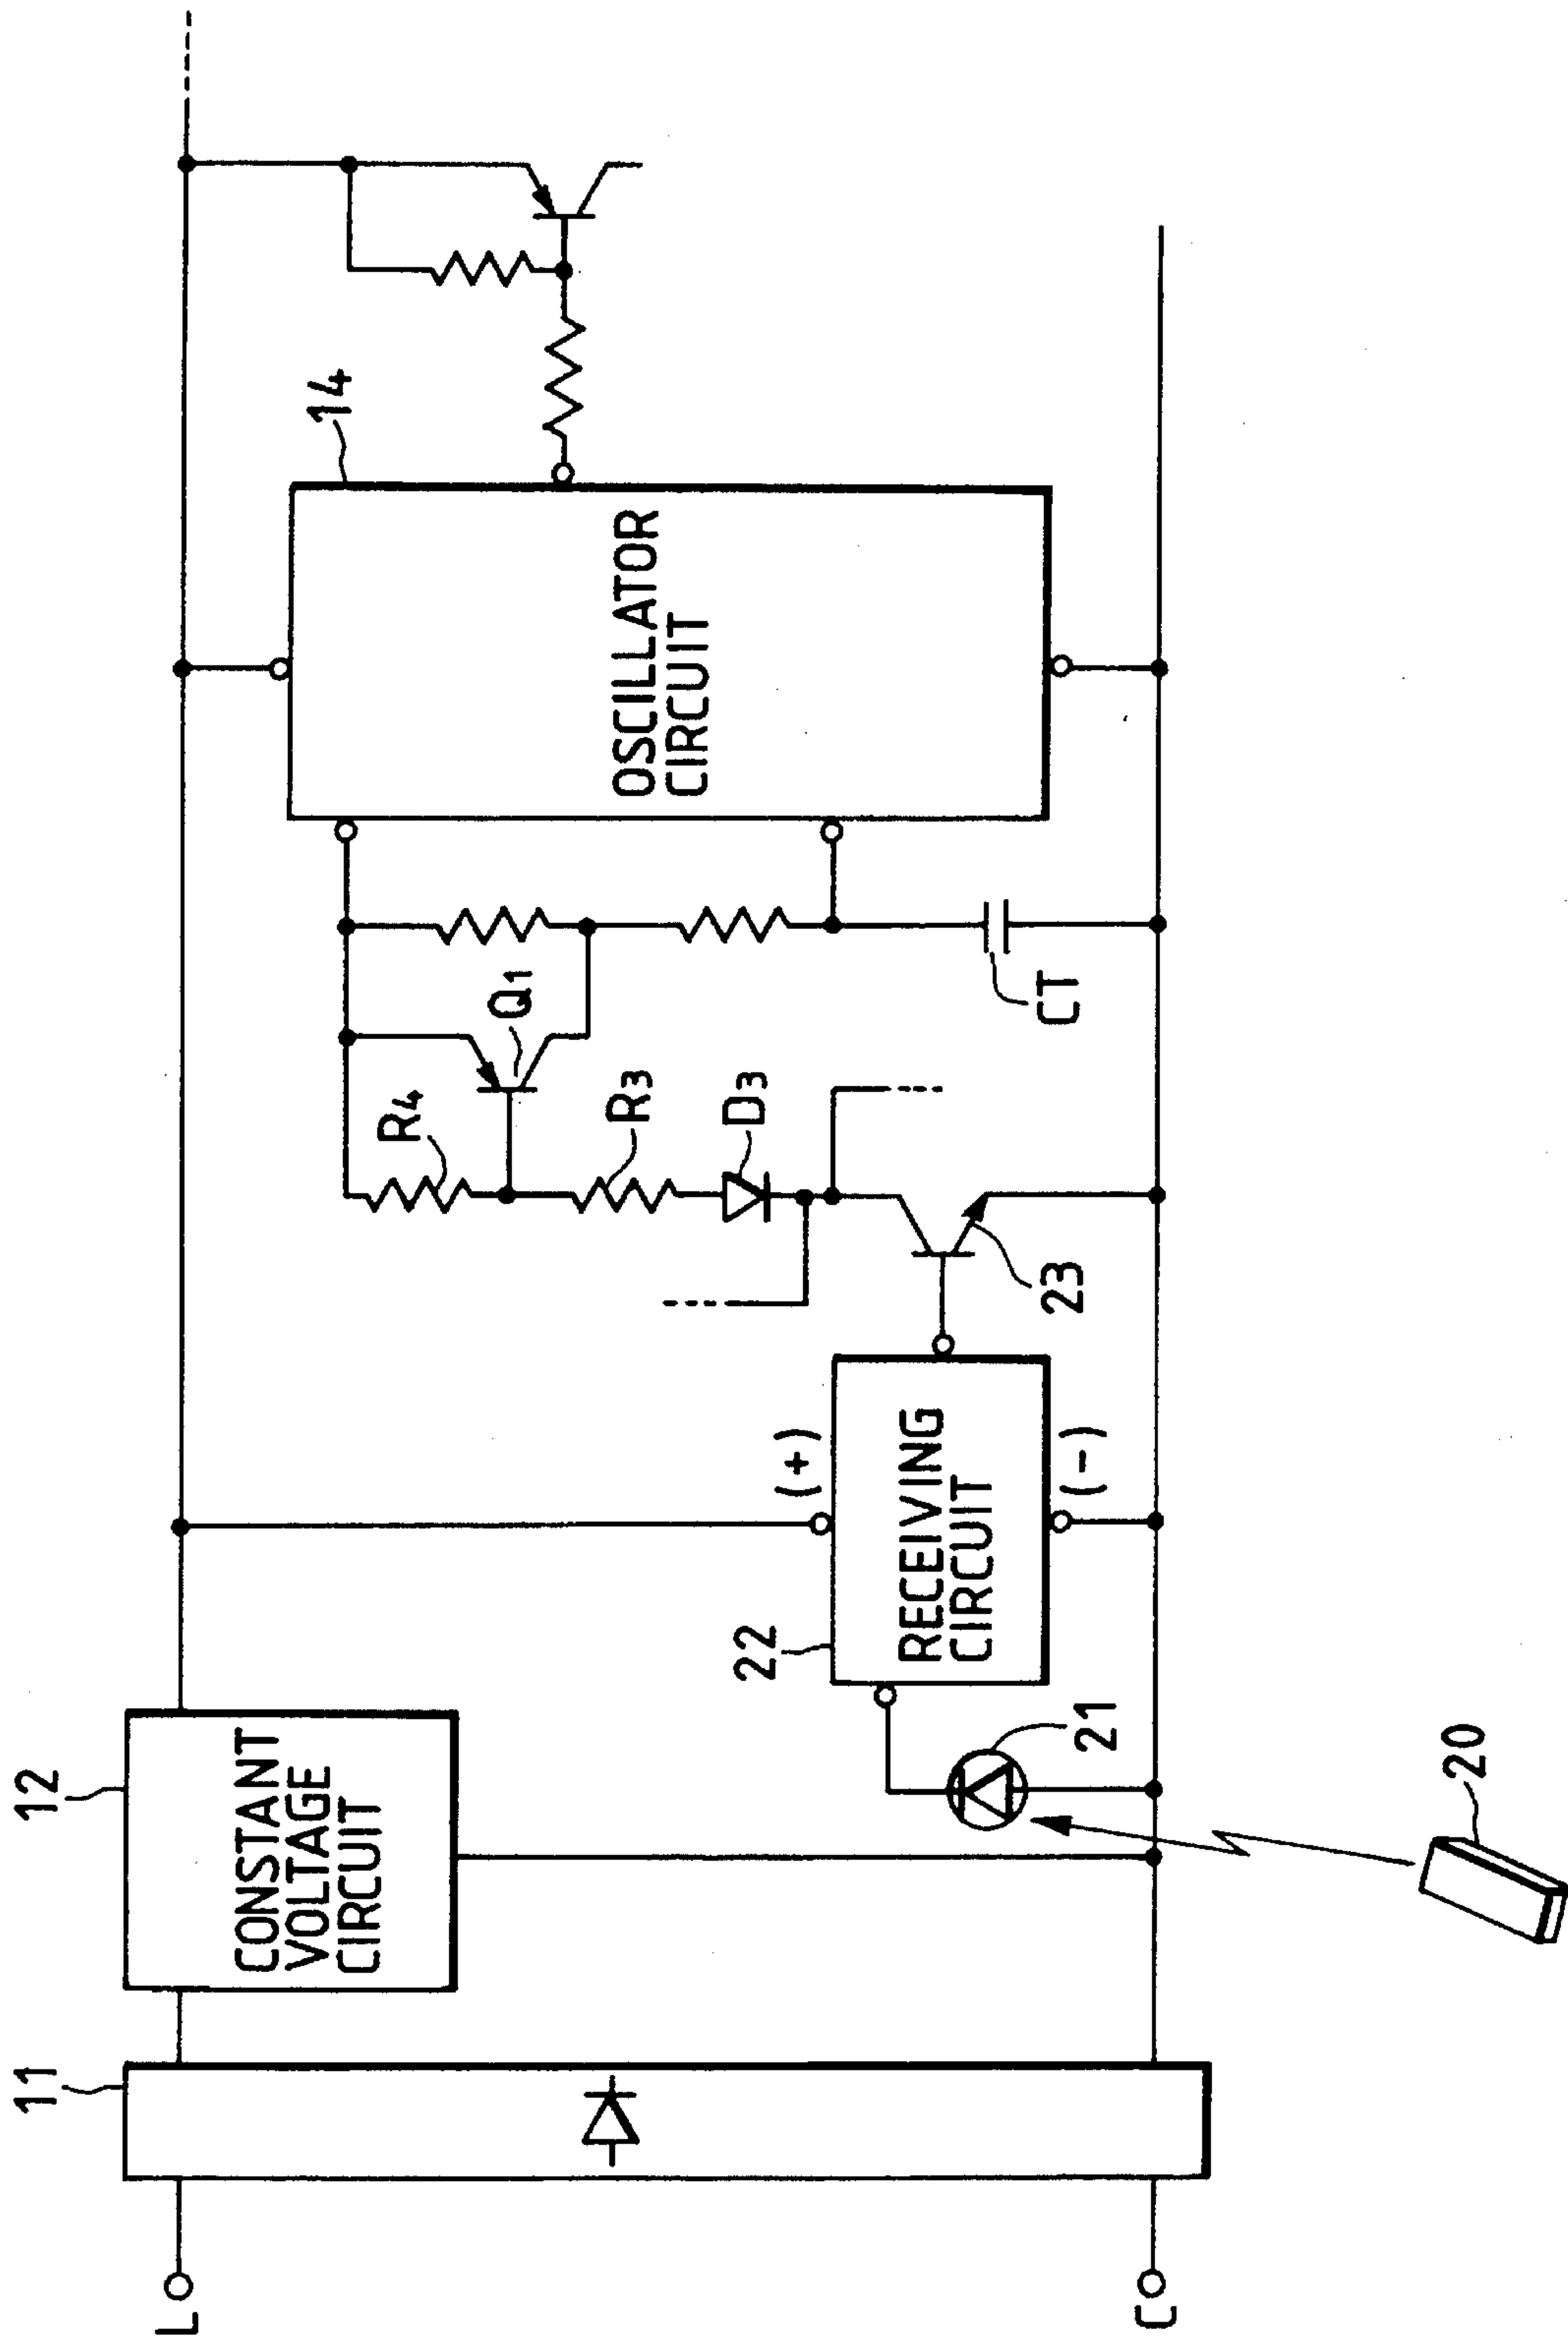 L
C
11
12
CONSTANT
VOLTAGE
CIRCUIT
20
21
22
RECEIVING
CIRCUIT
(+)
(-)
23
R4
R3
D3
Q1
CT
14
OSCILLATOR
CIRCUIT